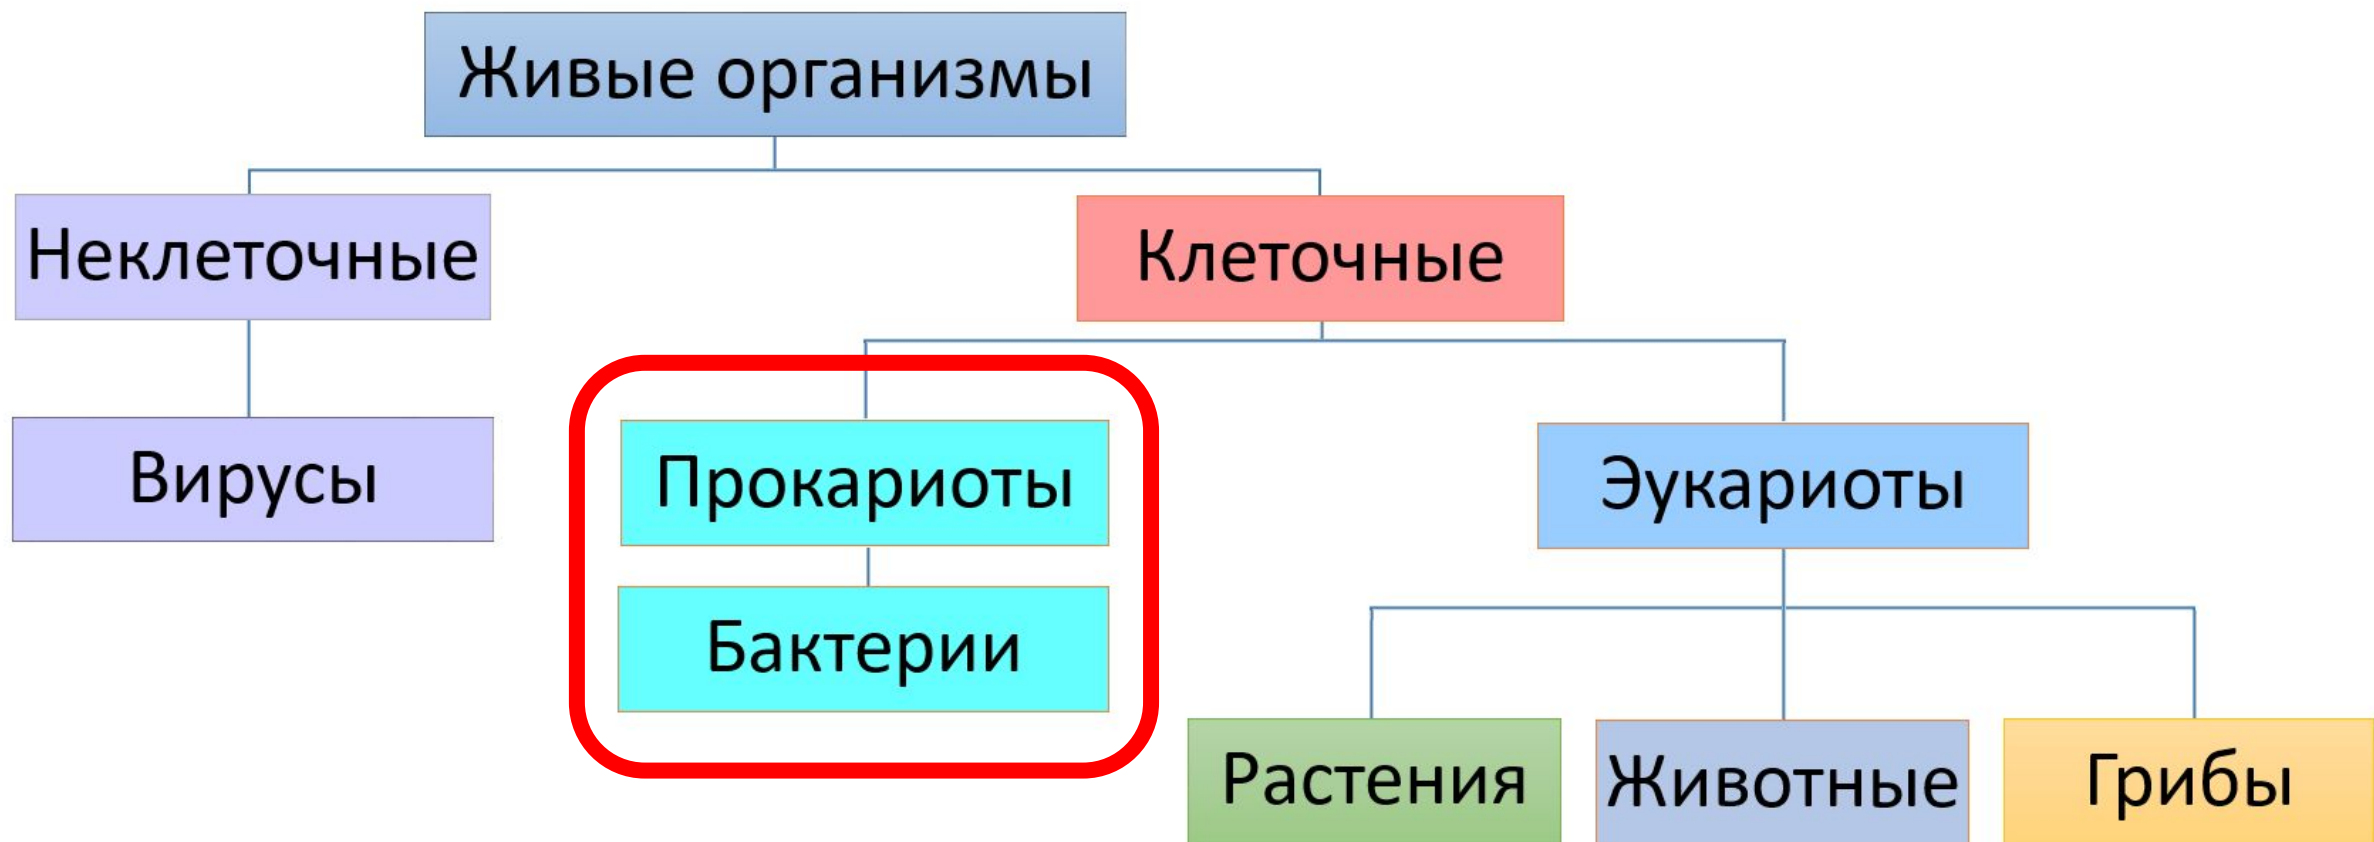 Живые организмы
Неклеточные
Клеточные
Вирусы
Прокариоты
Эукариоты
Бактерии
Растения
Животные
Грибы